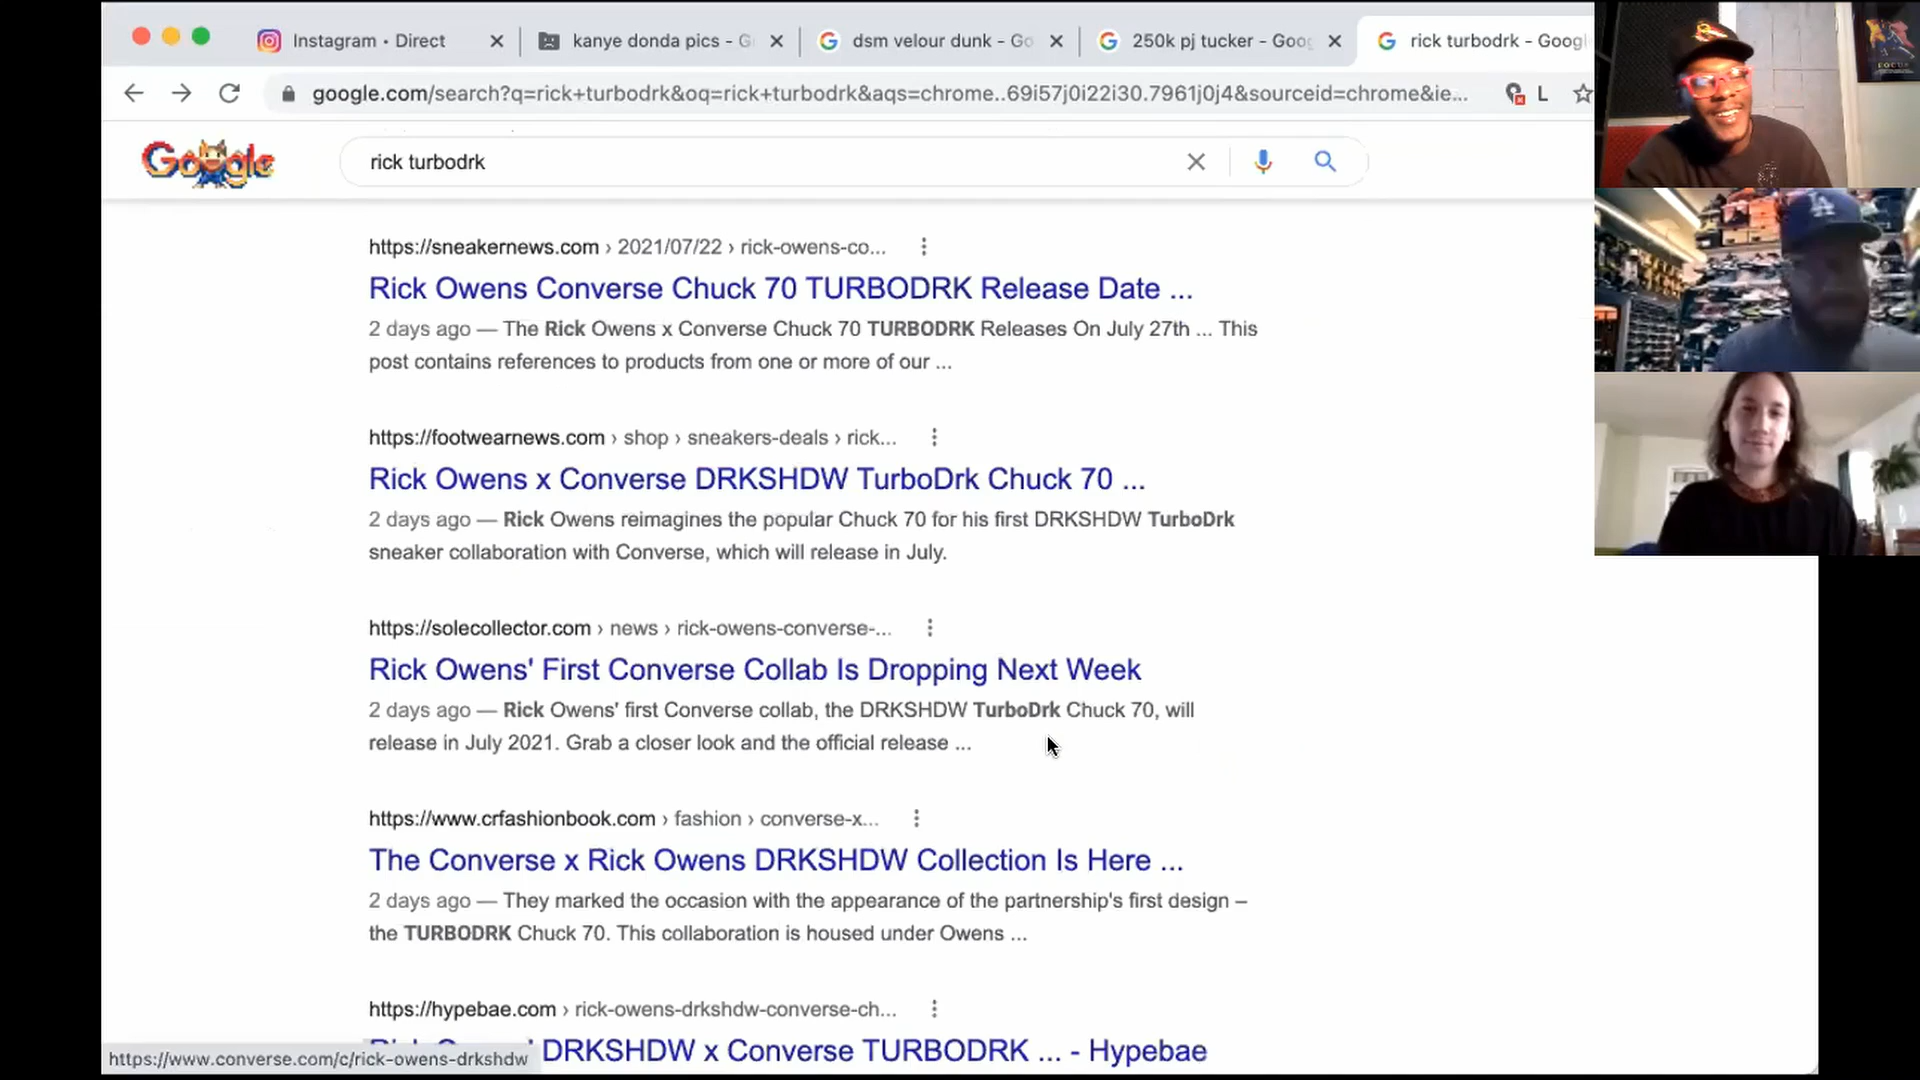 Instagram • Direct
kanye donda pics - G
dsm velour dunk - Go
250k pj tucker - Goog
rick turbodrk - Googl
google.com/search?q=rick+turbodrk&oq=rick+turbodrk&aqs=chrome..69i57j0i22i30.7961j0j4&sourceid=chrome&ie...
L
Google
rick turbodrk
https://sneakernews.com › 2021/07/22 › rick-owens-co...
Rick Owens Converse Chuck 70 TURBODRK Release Date ...
2 days ago — The Rick Owens x Converse Chuck 70 TURBODRK Releases On July 27th ... This
post contains references to products from one or more of our ...
https://footwearnews.com › shop › sneakers-deals › rick...
Rick Owens x Converse DRKSHDW TurboDrk Chuck 70 ...
2 days ago — Rick Owens reimagines the popular Chuck 70 for his first DRKSHDW TurboDrk
sneaker collaboration with Converse, which will release in July.
https://solecollector.com › news › rick-owens-converse-...
Rick Owens' First Converse Collab Is Dropping Next Week
2 days ago — Rick Owens' first Converse collab, the DRKSHDW TurboDrk Chuck 70, will
release in July 2021. Grab a closer look and the official release ...
https://www.crfashionbook.com › fashion › converse-x...
The Converse x Rick Owens DRKSHDW Collection Is Here ...
2 days ago — They marked the occasion with the appearance of the partnership's first design –
the TURBODRK Chuck 70. This collaboration is housed under Owens ...
https://hypebae.com › rick-owens-drkshdw-converse-ch...
DRKSHDW x Converse TURBODRK ... - Hypebae
https://www.converse.com/c/rick-owens-drkshdw
FOCUS
LA